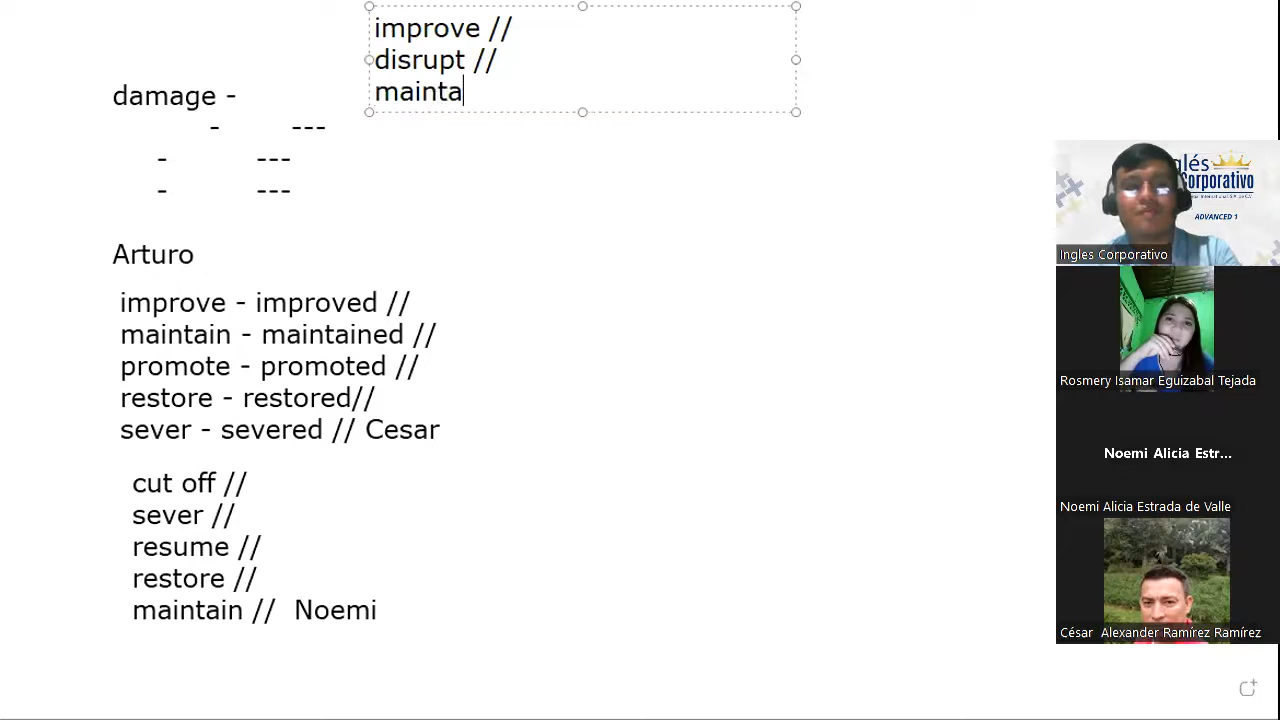 improve //
disrupt //
mainta
damage -
- ---
- ---
- ---
Arturo
improve - improved //
maintain - maintained //
promote - promoted //
restore - restored//
sever - severed // Cesar
cut off //
sever //
resume //
restore //
maintain // Noemi
glés
Corporativo
ADVANCED 1
Ingles Corporativo
Rosmery Isamar Eguizabal Tejada
Noemi Alicia Estr...
Noemi Alicia Estrada de Valle
César Alexander Ramírez Ramírez